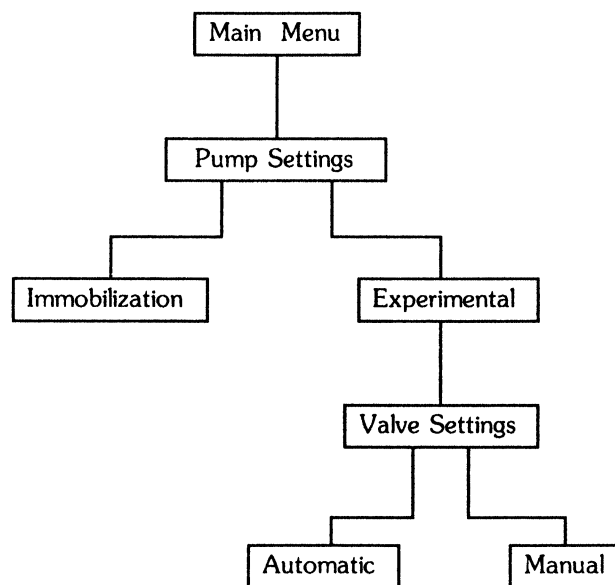 Main Menu
Pump Settings
Immobilization
Experimental
Valve Settings
Automatic
Manual